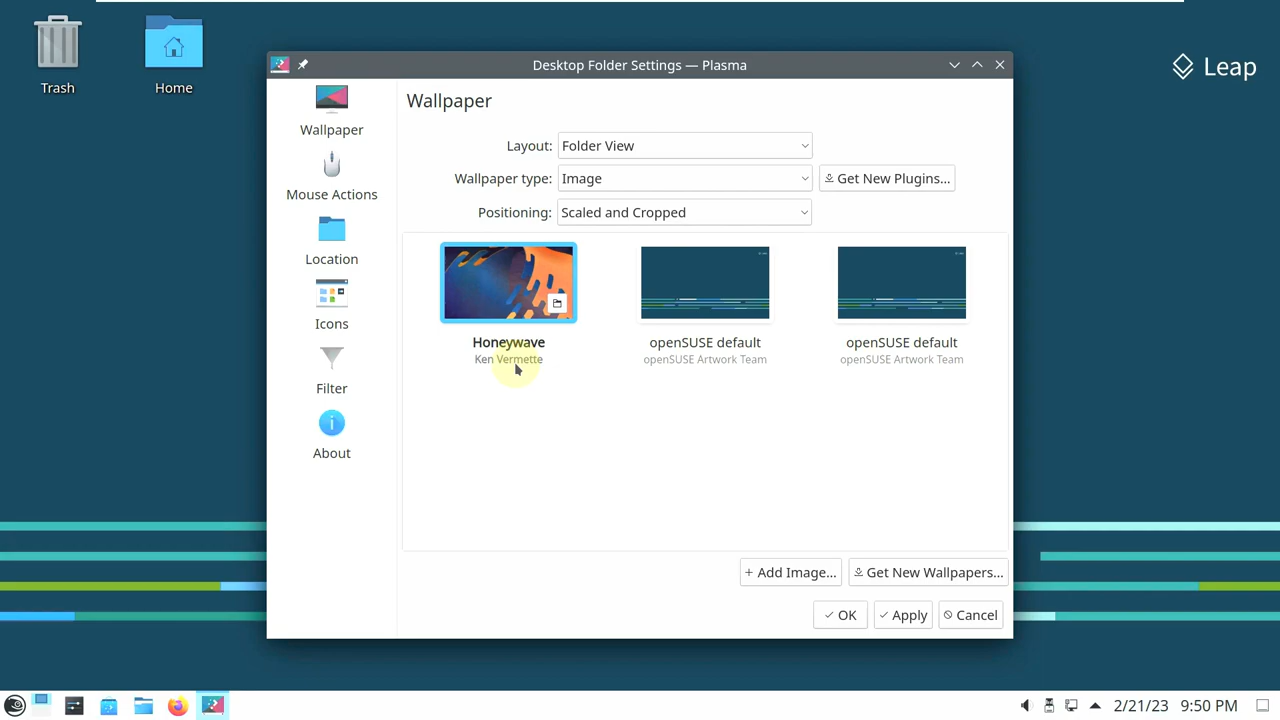 Trash
Home
Leap
Desktop Folder Settings — Plasma
Wallpaper
Mouse Actions
Location
Icons
Filter
About
Wallpaper
Layout: Folder View
Wallpaper type: Image Get New Plugins...
Positioning: Scaled and Cropped
Honeywave
Ken Vermette
openSUSE default
openSUSE Artwork Team
openSUSE default
openSUSE Artwork Team
+ Add Image... Get New Wallpapers...
OK Apply Cancel
2/21/23 9:50 PM